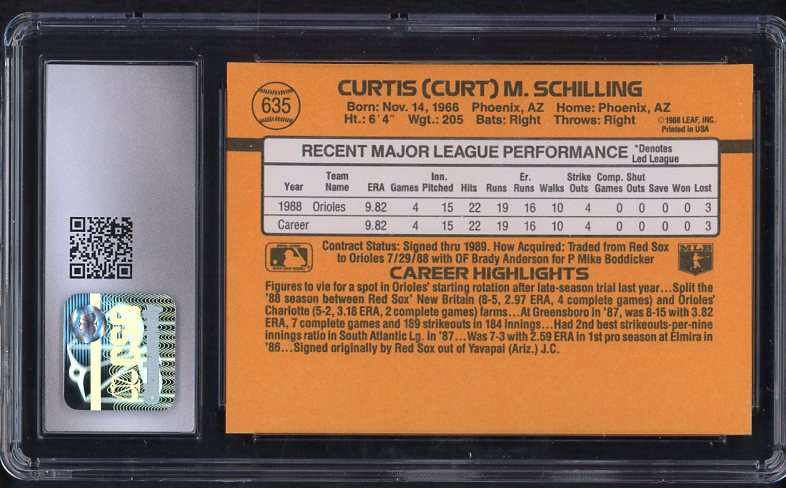 635
CURTIS (CURT) M. SCHILLING
Born: Nov. 14, 1966 Phoenix, AZ Home: Phoenix, AZ
Ht.: 6'4" Wgt.: 205 Bats: Right Throws: Right
©1988 LEAF, INC.
Printed in USA
RECENT MAJOR LEAGUE PERFORMANCE *Denotes
Led League
Team Inn. Er. Strike Comp. Shut
Year Name ERA Games Pitched Hits Runs Runs Walks Outs Games Outs Save Won Lost
1988 Orioles 9.82 4 15 22 19 16 10 4 0 0 0 0 3
Career 9.82 4 15 22 19 16 10 4 0 0 0 0 3
Contract Status: Signed thru 1989. How Acquired: Traded from Red Sox
to Orioles 7/29/88 with OF Brady Anderson for P Mike Boddicker
MLB
CAREER HIGHLIGHTS
Figures to vie for a spot in Orioles' starting rotation after late-season trial last year...Split the
'88 season between Red Sox' New Britain (8-5, 2.97 ERA, 4 complete games) and Orioles'
Charlotte (5-2, 3.18 ERA, 2 complete games) farms...At Greensboro in '87, was 8-15 with 3.82
ERA, 7 complete games and 189 strikeouts in 184 innings...Had 2nd best strikeouts-per-nine
innings ratio in South Atlantic Lg. in '87...Was 7-3 with 2.59 ERA in 1st pro season at Elmira in
'86...Signed originally by Red Sox out of Yavapai (Ariz.) J.C.